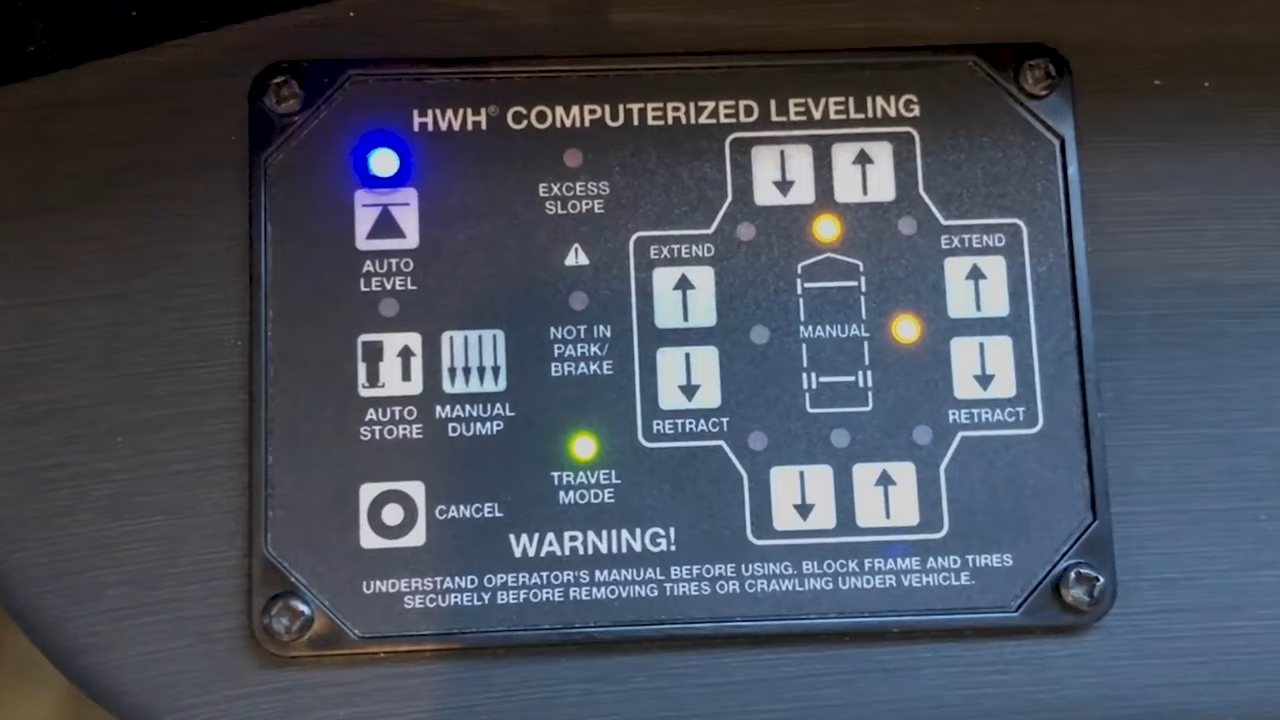 HWH® COMPUTERIZED LEVELING
AUTO
LEVEL
EXCESS
SLOPE
NOT IN
PARK/
BRAKE
AUTO
STORE
MANUAL
DUMP
TRAVEL
MODE
CANCEL
EXTEND
RETRACT
MANUAL
EXTEND
RETRACT
WARNING!
UNDERSTAND OPERATOR'S MANUAL BEFORE USING. BLOCK FRAME AND TIRES
SECURELY BEFORE REMOVING TIRES OR CRAWLING UNDER VEHICLE.